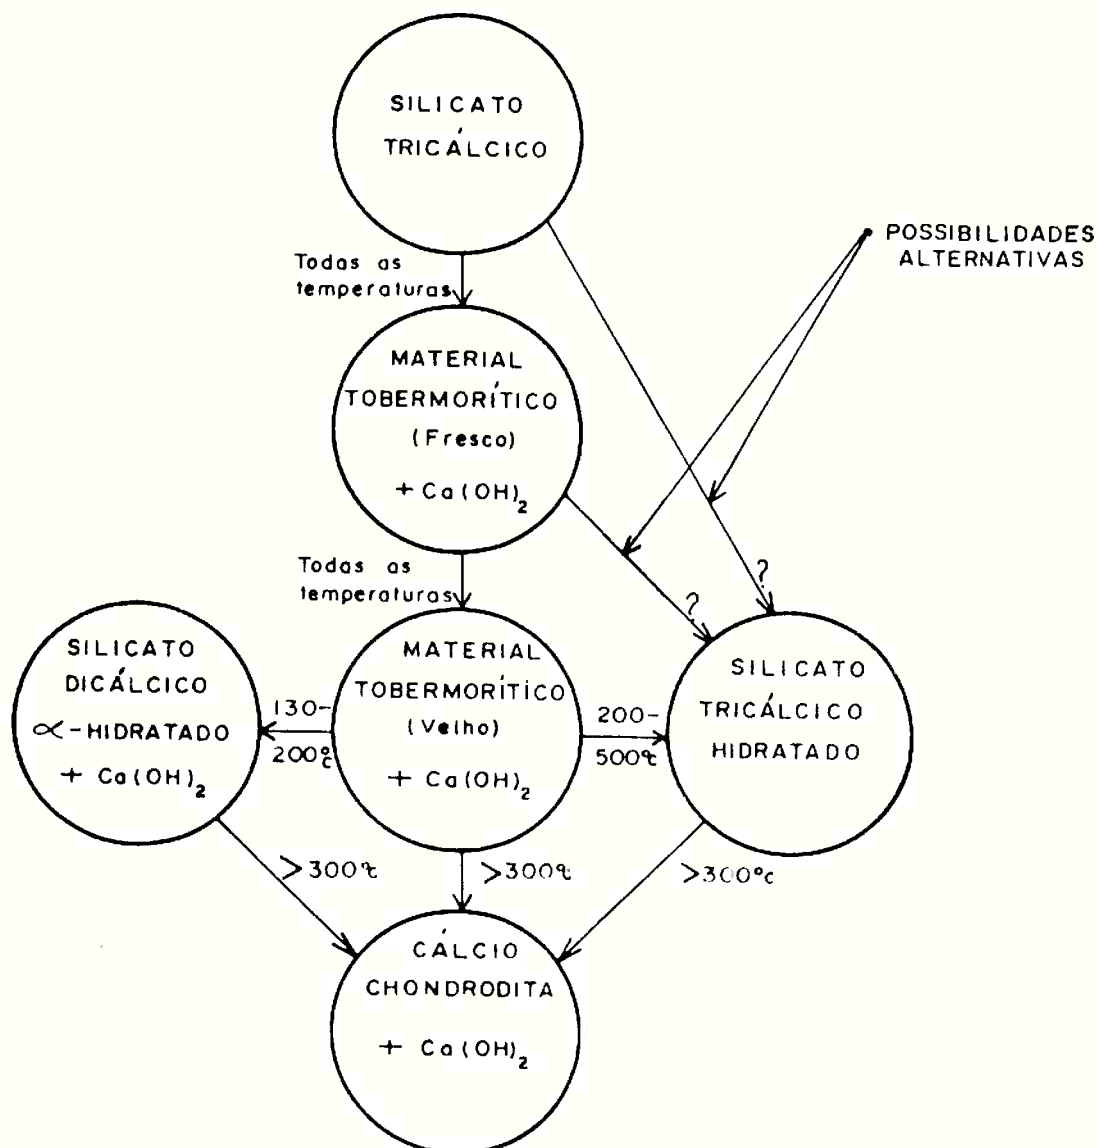 SILICATO
TRICÁLCICO
POSSIBILIDADES
ALTERNATIVAS
Todas as
temperaturas
MATERIAL
TOBERMORÍTICO
(Fresco)
+ Ca(OH)₂
Todas as
temperaturas
?
?
SILICATO
DICÁLCICO
∝-HIDRATADO
+ Ca(OH)₂
130-
200°C
MATERIAL
TOBERMORÍTICO
(Velho)
+ Ca(OH)₂
200-
500°C
SILICATO
TRICÁLCICO
HIDRATADO
>300°C
>300°C
>300°C
CÁLCIO
CHONDRODITA
+ Ca(OH)₂